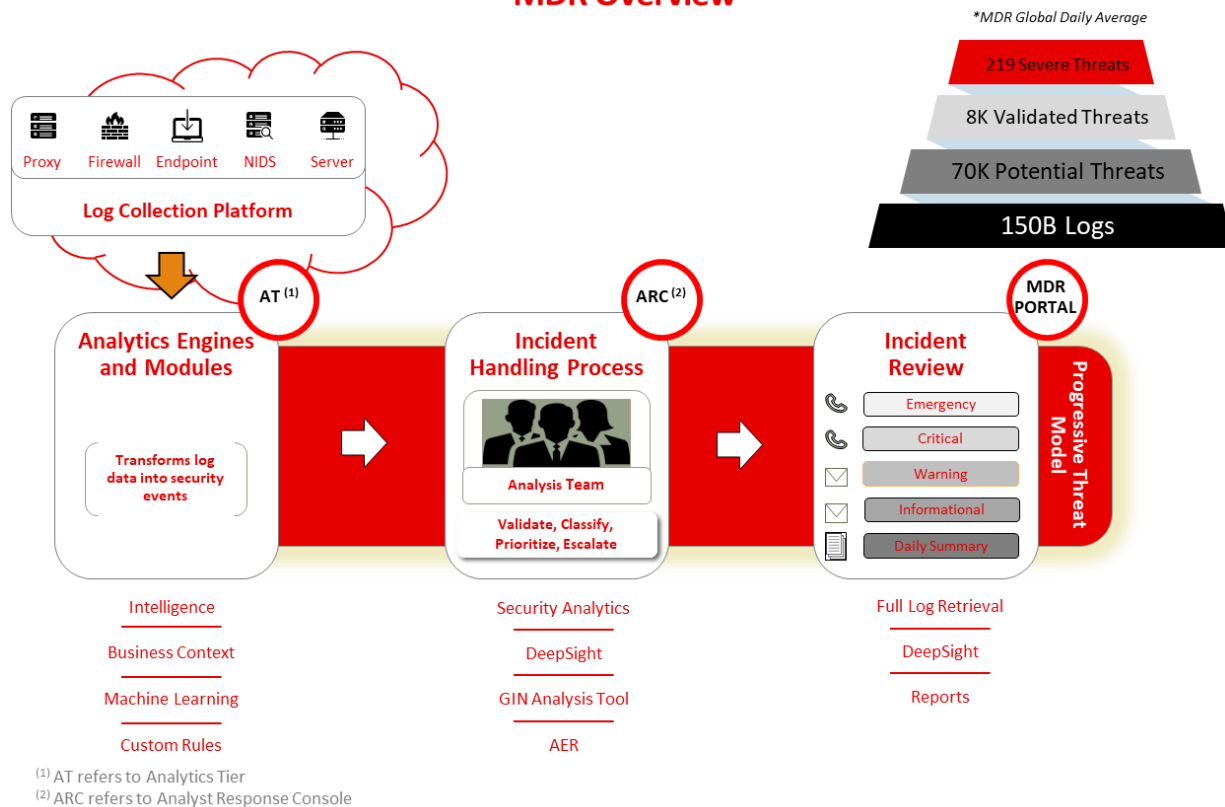 MDR Overview
*MDR Global Daily Average
219 Severe Threats
8K Validated Threats
70K Potential Threats
150B Logs
Proxy
Firewall
Endpoint
NIDS
Server
Log Collection Platform
AT (1)
Analytics Engines
and Modules
Transforms log
data into security
events
Intelligence
Business Context
Machine Learning
Custom Rules
ARC (2)
Incident
Handling Process
Analysis Team
Validate, Classify,
Prioritize, Escalate
Security Analytics
DeepSight
GIN Analysis Tool
AER
MDR
PORTAL
Incident
Review
Emergency
Critical
Warning
Informational
Daily Summary
Full Log Retrieval
DeepSight
Reports
Progressive Threat
Model
(1) AT refers to Analytics Tier
(2) ARC refers to Analyst Response Console